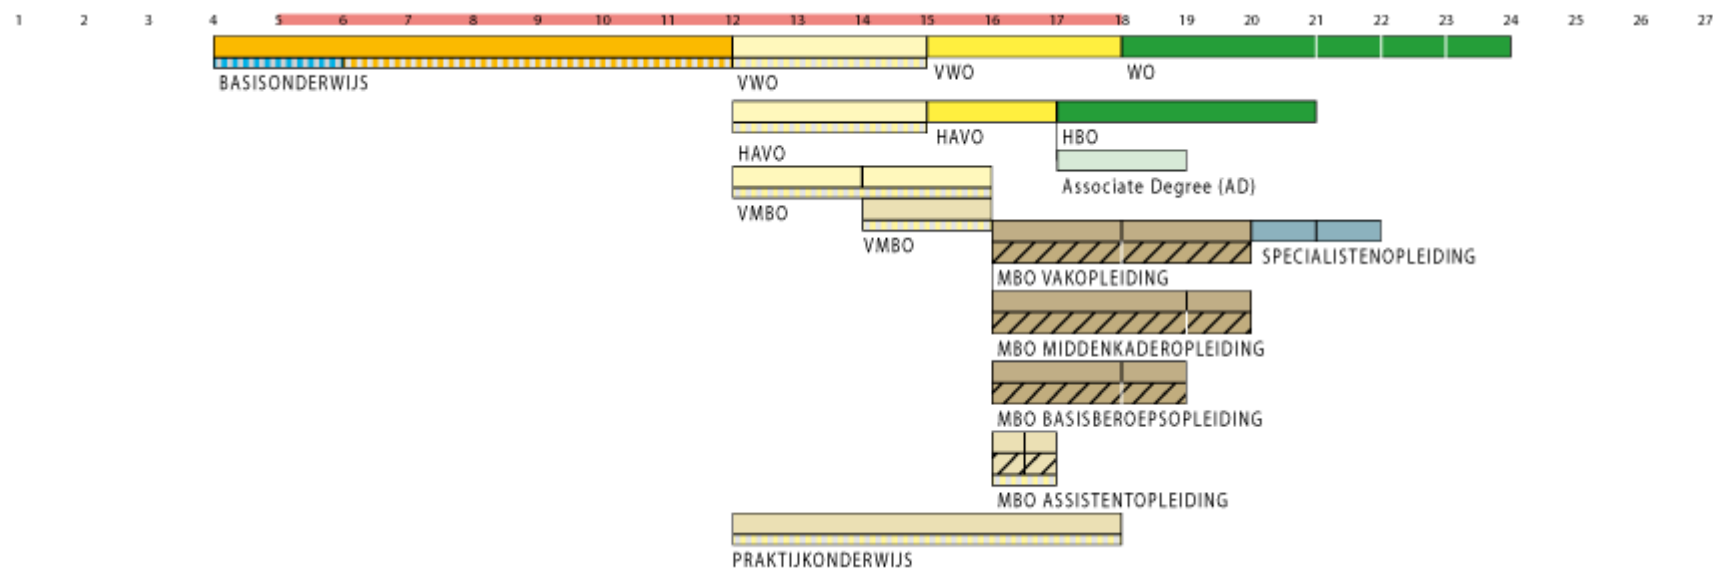 1 2 3 4 5 6 7 8 9 10 11 12 13 14 15 16 17 18 19 20 21 22 23 24 25 26 27
BASISONDERWIJS
VWO
VWO
WO
HAVO
HAVO
HBO
Associate Degree (AD)
VMBO
VMBO
MBO VAKOPLEIDING
SPECIALISTENOPLEIDING
MBO MIDDENKADEROPLEIDING
MBO BASISBEROEPSOPLEIDING
MBO ASSISTENTOPLEIDING
PRAKTIJKONDERWIJS